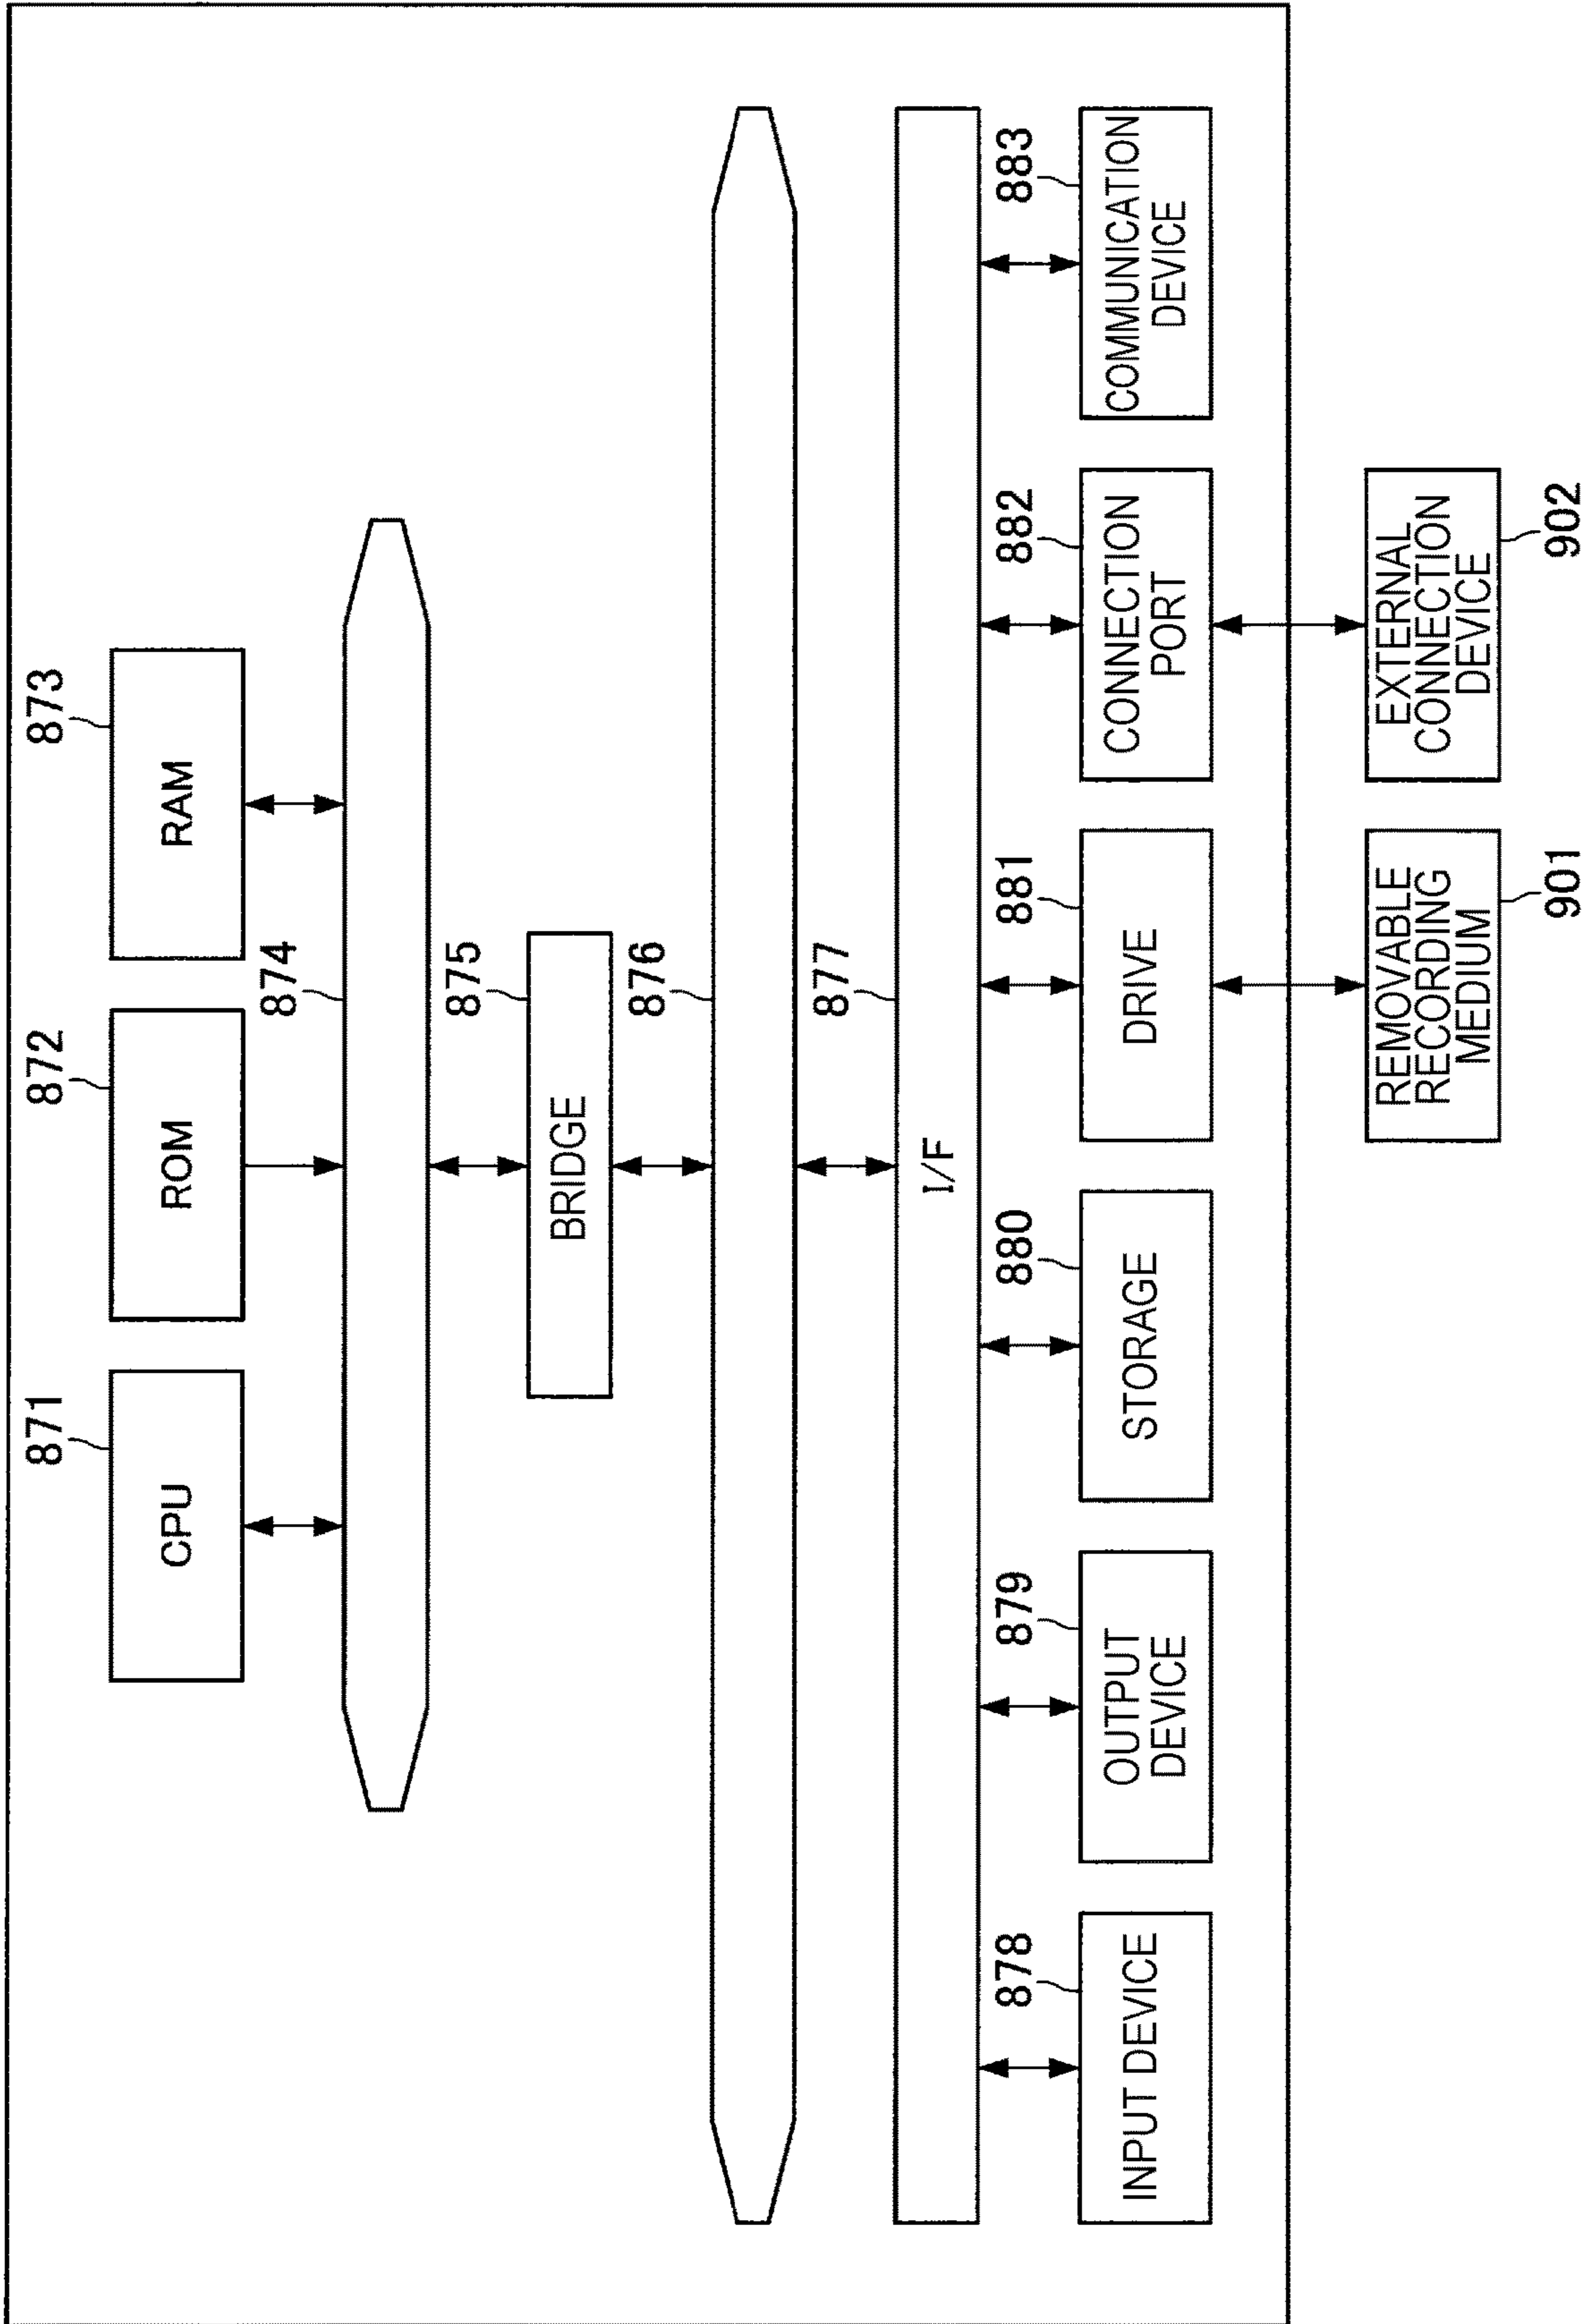 871
CPU
872
ROM
873
RAM
874
875
BRIDGE
876
877
I/F
878
INPUT DEVICE
879
OUTPUT
DEVICE
880
STORAGE
881
DRIVE
882
CONNECTION
PORT
883
COMMUNICATION
DEVICE
REMOVABLE
RECORDING
MEDIUM
901
EXTERNAL
CONNECTION
DEVICE
902